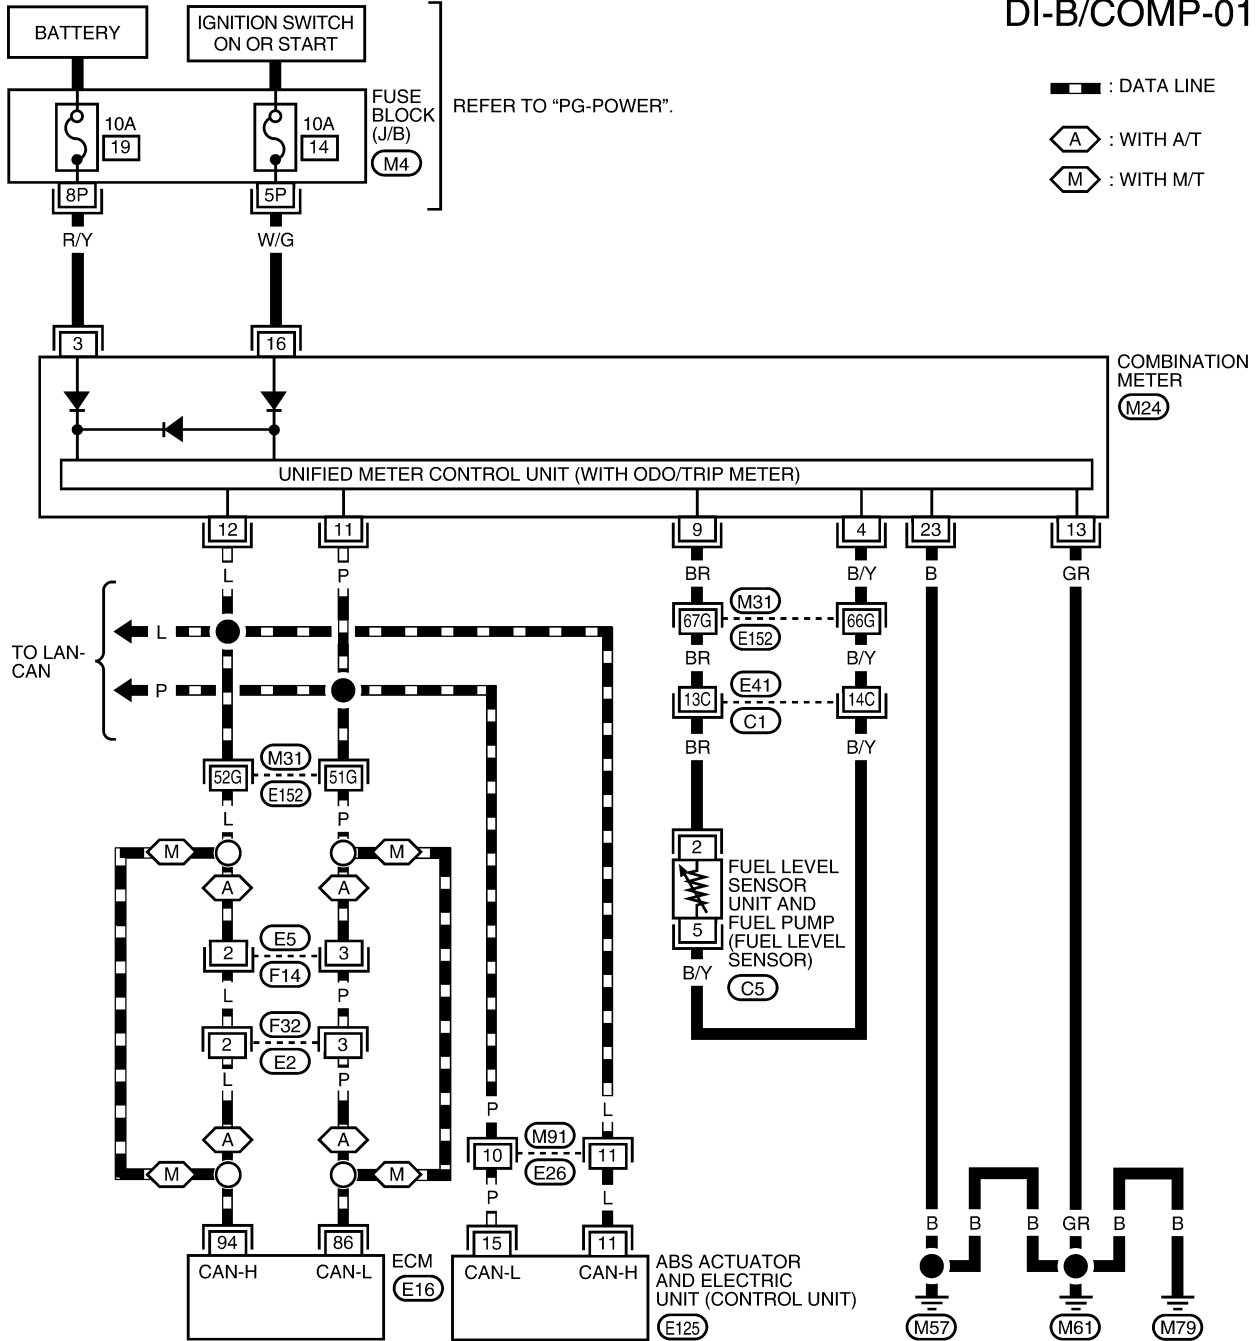 DI-B/COMP-01
BATTERY
IGNITION SWITCH
ON OR START
: DATA LINE
A : WITH A/T
M : WITH M/T
10A
19
10A
14
FUSE
BLOCK
(J/B)
M4
REFER TO “PG-POWER”.
8P
5P
R/Y
W/G
3
16
COMBINATION
METER
M24
UNIFIED METER CONTROL UNIT (WITH ODO/TRIP METER)
12
11
9
4
23
13
L
P
BR
B/Y
B
GR
TO LAN-
CAN
L
P
67G
M31
E152
66G
BR
B/Y
13C
E41
C1
14C
BR
B/Y
52G
M31
E152
51G
L
P
M
M
A
A
2
E5
F14
3
L
P
2
F32
E2
3
L
P
A
A
M
M
2
5
FUEL LEVEL
SENSOR
UNIT AND
FUEL PUMP
(FUEL LEVEL
SENSOR)
C5
B/Y
P
L
10
M91
E26
11
P
L
94
86
15
11
CAN-H
CAN-L
ECM
E16
CAN-L
CAN-H
ABS ACTUATOR
AND ELECTRIC
UNIT (CONTROL UNIT)
E125
B
B
B
GR
B
B
M57
M61
M79